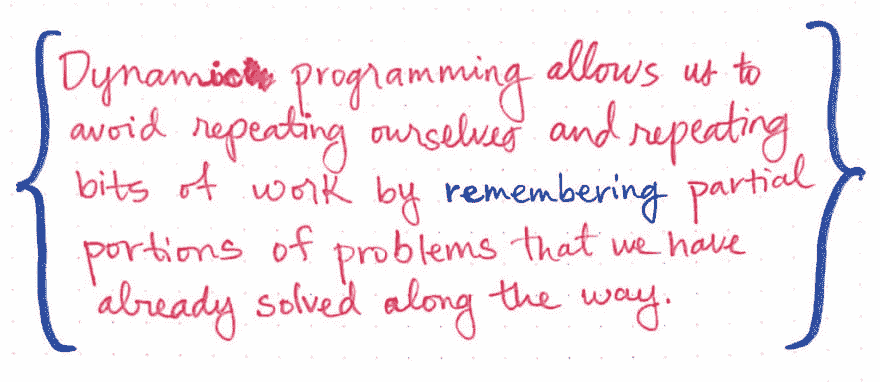 Dynamic programming allows us to
avoid repeating ourselves and repeating
bits of work by remembering partial
portions of problems that we have
already solved along the way.